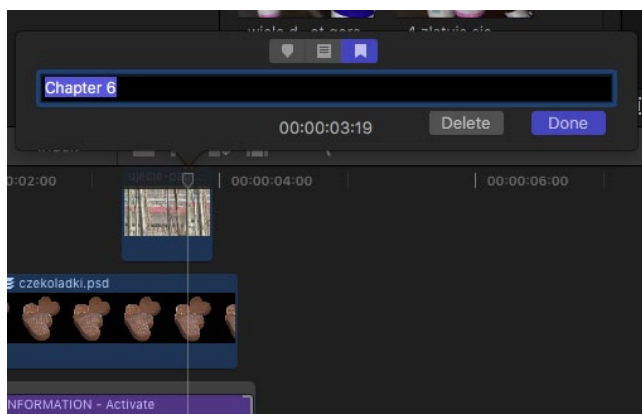 Chapter 6
00:00:03:19
Delete
Done
0:02:00
00:00:04:00
00:00:06:00
czekoladki.psd
NFORMATION - Activate